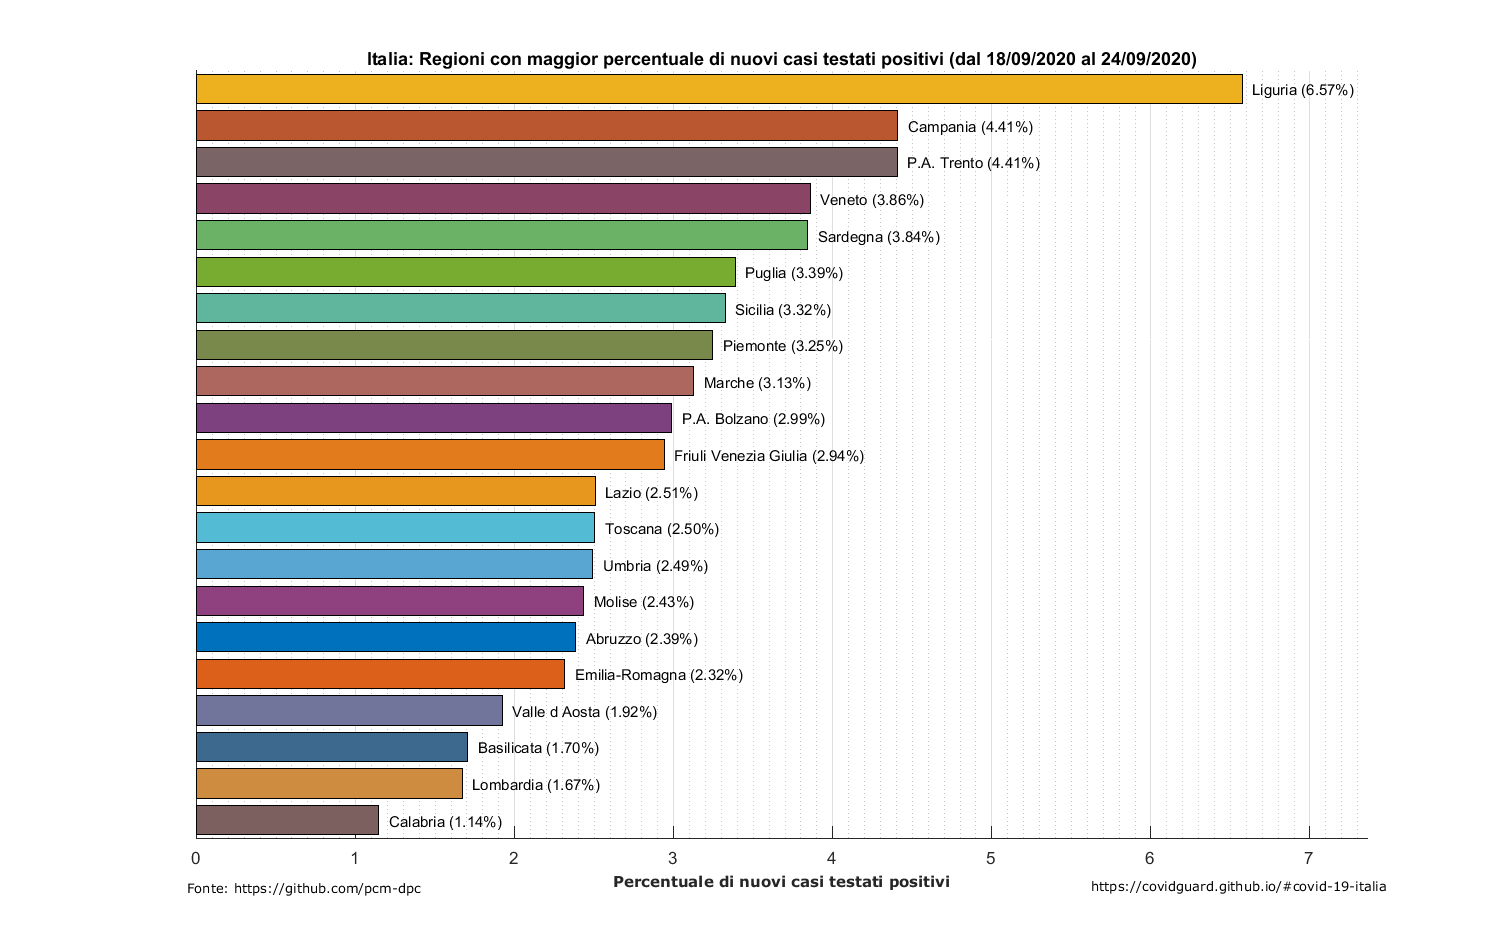 Italia: Regioni con maggior percentuale di nuovi casi testati positivi (dal 18/09/2020 al 24/09/2020)
Liguria (6.57%)
Campania (4.41%)
P.A. Trento (4.41%)
Veneto (3.86%)
Sardegna (3.84%)
Puglia (3.39%)
Sicilia (3.32%)
Piemonte (3.25%)
Marche (3.13%)
P.A. Bolzano (2.99%)
Friuli Venezia Giulia (2.94%)
Lazio (2.51%)
Toscana (2.50%)
Umbria (2.49%)
Molise (2.43%)
Abruzzo (2.39%)
Emilia-Romagna (2.32%)
Valle d Aosta (1.92%)
Basilicata (1.70%)
Lombardia (1.67%)
Calabria (1.14%)
0 1 2 3 4 5 6 7
Percentuale di nuovi casi testati positivi
Fonte: https://github.com/pcm-dpc
https://covidguard.github.io/#covid-19-italia